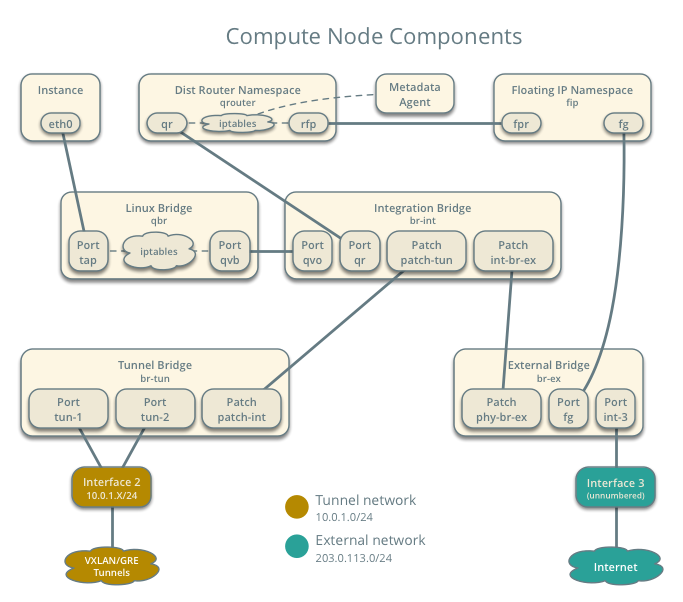 Compute Node Components
Instance
eth0
Dist Router Namespace
qrouter
qr
iptables
rfp
Metadata
Agent
Floating IP Namespace
fip
fpr
fg
Linux Bridge
qbr
Port
tap
iptables
Port
qvb
Integration Bridge
br-int
Port
qvo
Port
qr
Patch
patch-tun
Patch
int-br-ex
Tunnel Bridge
br-tun
Port
tun-1
Port
tun-2
Patch
patch-int
External Bridge
br-ex
Patch
phy-br-ex
Port
fg
Port
int-3
Interface 2
10.0.1.X/24
Interface 3
(unnumbered)
Tunnel network
10.0.1.0/24
External network
203.0.113.0/24
VXLAN/GRE
Tunnels
Internet